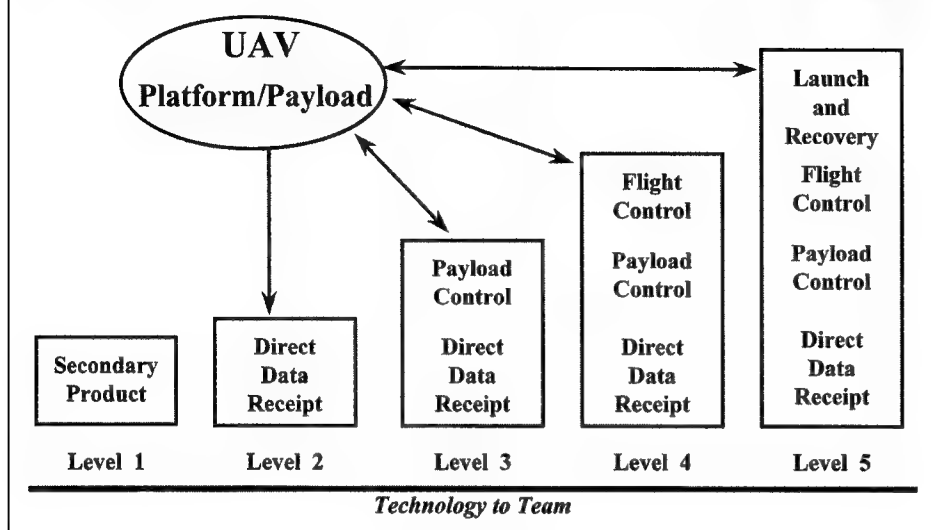 UAV
Platform/Payload
Launch
and
Recovery
Flight
Control
Payload
Control
Direct
Data
Receipt
Flight
Control
Payload
Control
Direct
Data
Receipt
Payload
Control
Direct
Data
Receipt
Direct
Data
Receipt
Secondary
Product
Level 1
Level 2
Level 3
Level 4
Level 5
Technology to Team